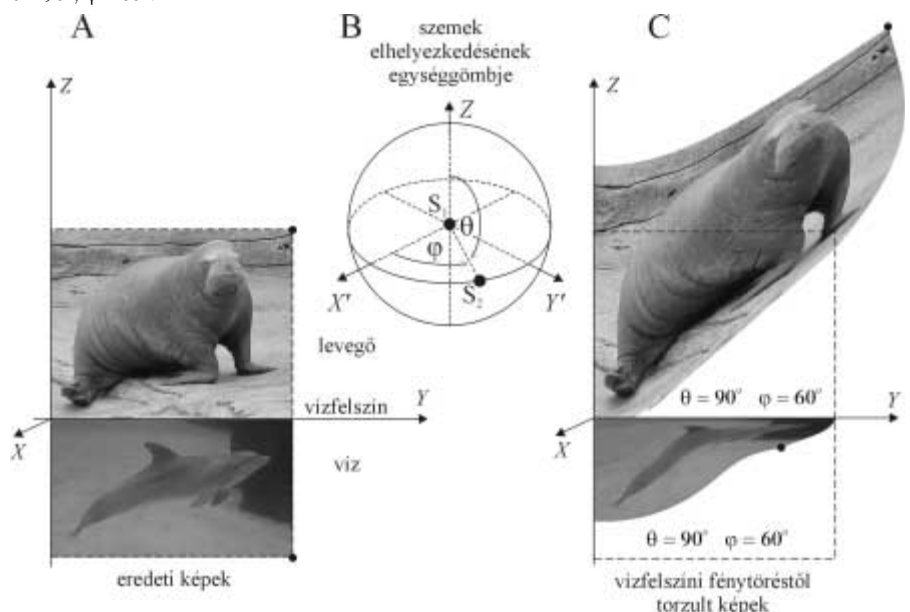 A
Z
levegő
vízfelszín
Y
X
víz
eredeti képek
B
szemek
elhelyezkedésének
egységgömbje
Z
S₁
θ
φ
S₂
X'
Y'
C
Z
θ = 90° φ = 60°
Y
X
θ = 90° φ = 60°
vízfelszíni fénytöréstől
torzult képek